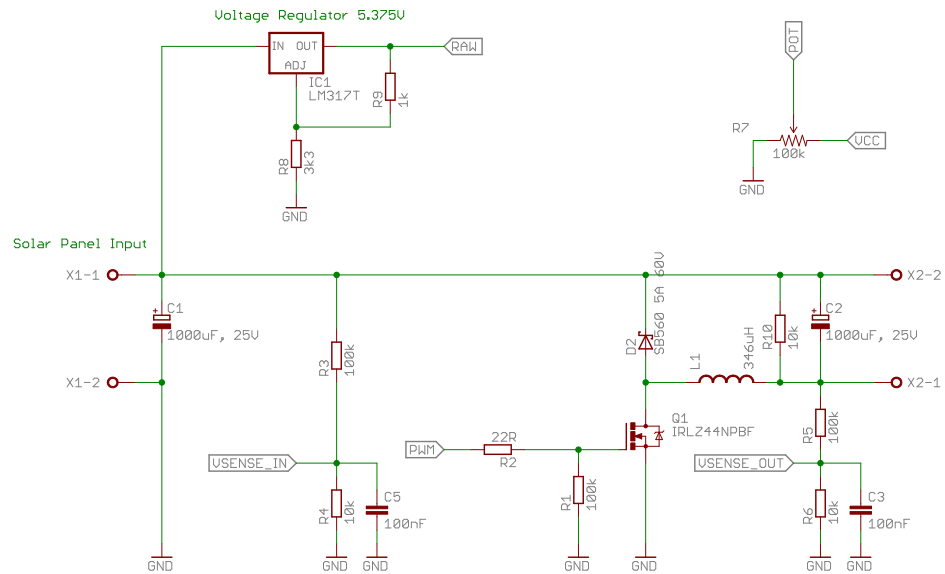 Voltage Regulator 5.375V
IN OUT
ADJ
RAW
IC1
LM317T
R9
1k
R8
3k3
GND
POT
R7
100k
VCC
GND
Solar Panel Input
X1-1
X2-2
C1
1000uF, 25V
R3
100k
D2
SB560 5A 60V
L1
346uH
R10
10k
C2
1000uF, 25V
X1-2
X2-1
Q1
IRLZ44NPBF
PWM
22R
R2
R5
100k
VSENSE_IN
VSENSE_OUT
R4
10k
C5
100nF
R1
100k
R6
10k
C3
100nF
GND
GND
GND
GND
GND
GND
GND